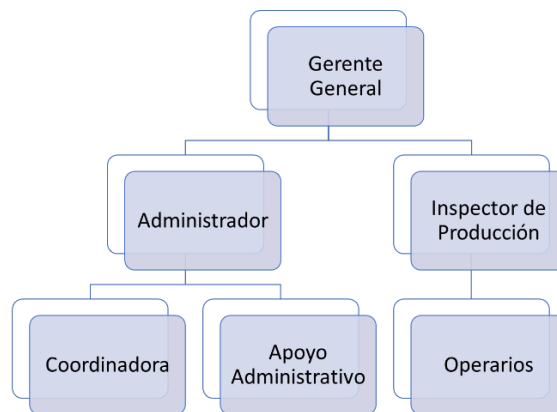 Gerente
General
Administrador
Inspector de
Producción
Coordinadora
Apoyo
Administrativo
Operarios